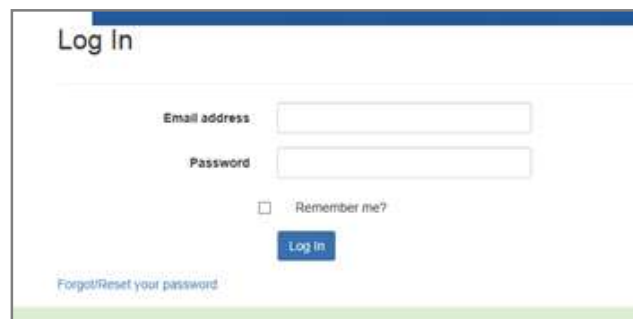 Log In
Email address
Password
Remember me?
Log In
Forgot/Reset your password